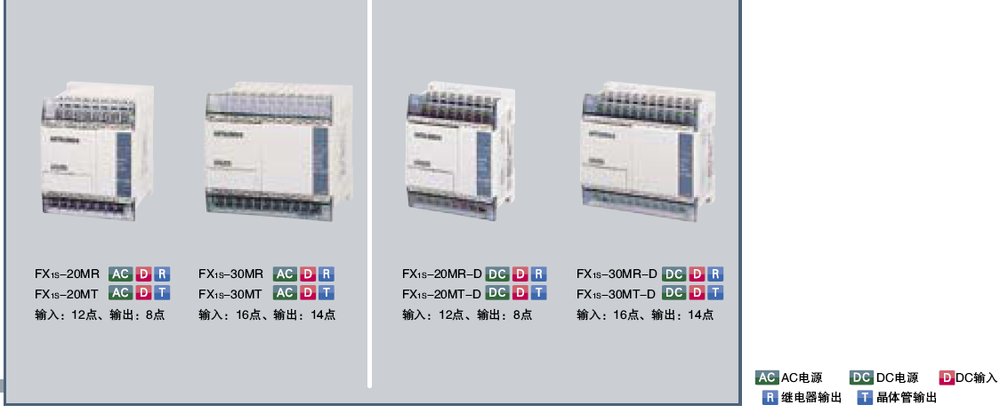 FX1S-20MR AC D R
FX1S-20MT AC D T
输入：12点、输出：8点
FX1S-30MR AC D R
FX1S-30MT AC D T
输入：16点、输出：14点
FX1S-20MR-D DC D R
FX1S-20MT-D DC D T
输入：12点、输出：8点
FX1S-30MR-D DC D R
FX1S-30MT-D DC D T
输入：16点、输出：14点
AC AC电源 DC DC电源 D DC输入
R 继电器输出 T 晶体管输出